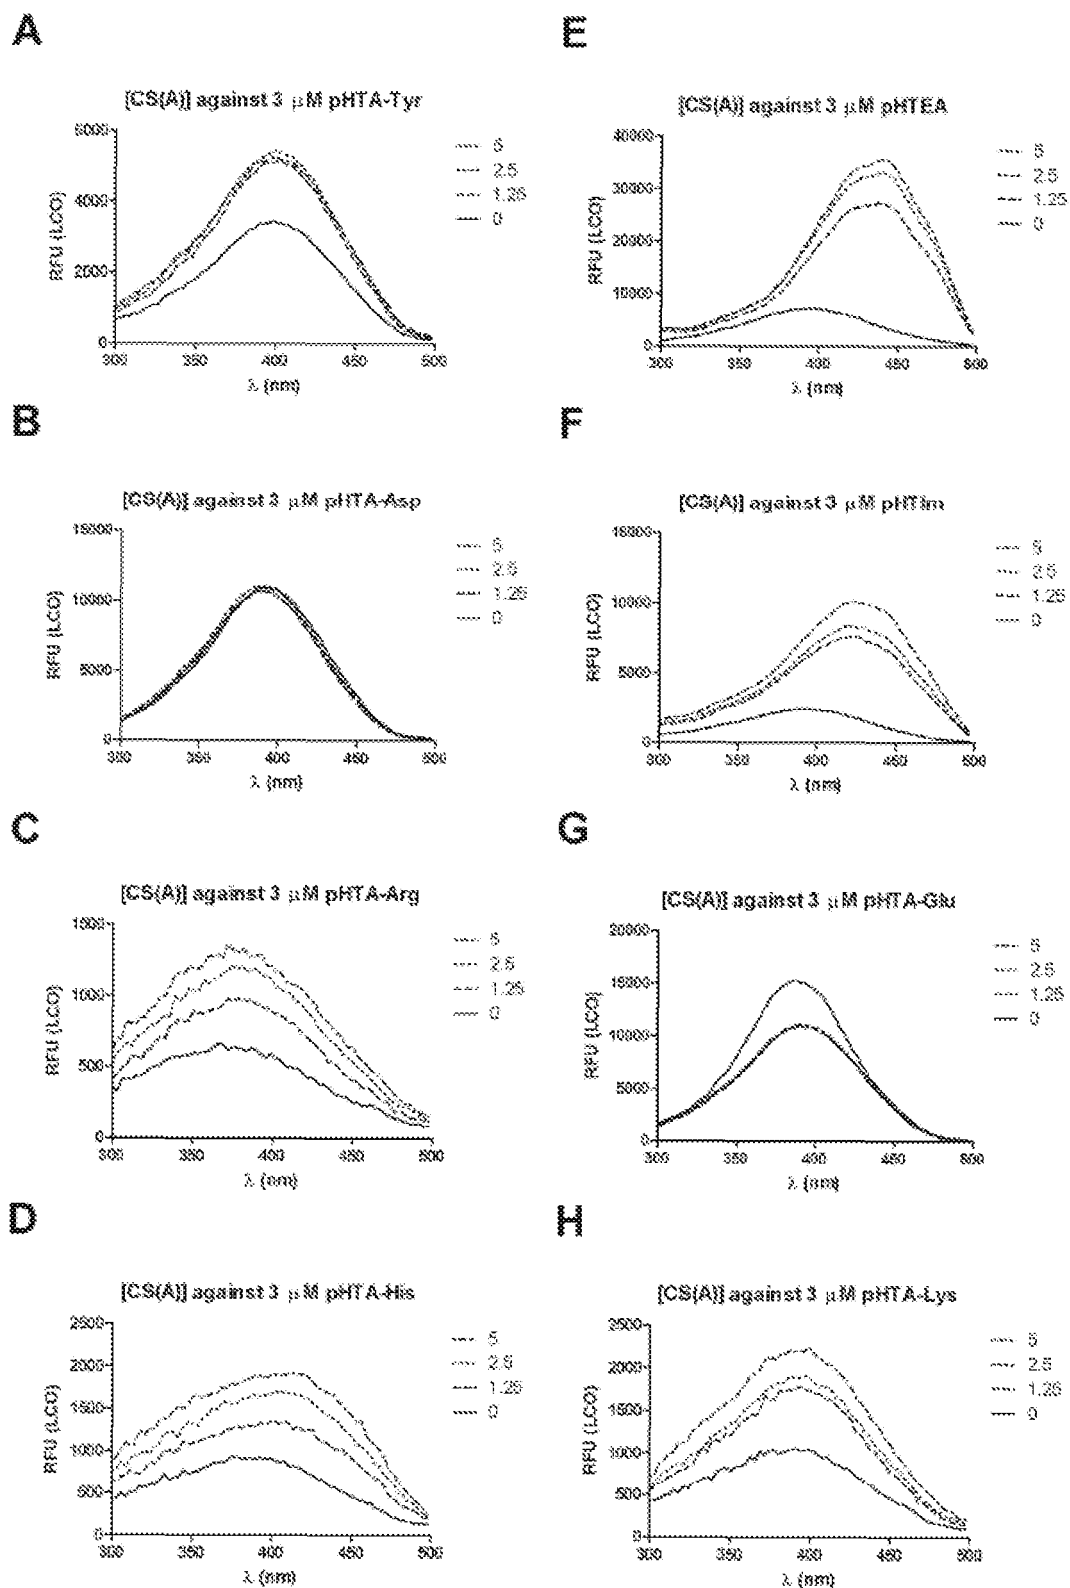 A
[CS(A)] against 3 μM pHTA-Tyr
6000
4000
2000
0
RFU (LCO)
300 350 400 450 500
λ (nm)
5
2.5
1.25
0
B
[CS(A)] against 3 μM pHTA-Asp
15000
10000
5000
0
RFU (LCO)
300 350 400 450 500
λ (nm)
5
2.5
1.25
0
C
[CS(A)] against 3 μM pHTA-Arg
1500
1000
500
0
RFU (LCO)
300 350 400 450 500
λ (nm)
5
2.5
1.25
0
D
[CS(A)] against 3 μM pHTA-His
2500
2000
1500
1000
500
0
RFU (LCO)
300 350 400 450 500
λ (nm)
5
2.5
1.25
0
E
[CS(A)] against 3 μM pHTEA
40000
30000
20000
10000
0
RFU (LCO)
300 350 400 450 500
λ (nm)
5
2.5
1.25
0
F
[CS(A)] against 3 μM pHTIm
15000
10000
5000
0
RFU (LCO)
300 350 400 450 500
λ (nm)
5
2.5
1.25
0
G
[CS(A)] against 3 μM pHTA-Glu
20000
15000
10000
5000
0
RFU (LCO)
300 350 400 450 500
λ (nm)
5
2.5
1.25
0
H
[CS(A)] against 3 μM pHTA-Lys
2500
2000
1500
1000
500
0
RFU (LCO)
300 350 400 450 500
λ (nm)
5
2.5
1.25
0